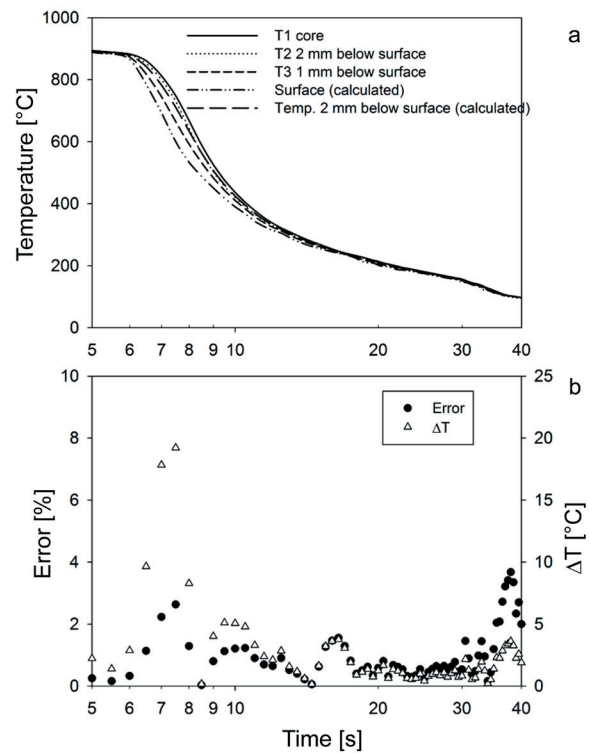 a
T1 core
T2 2 mm below surface
T3 1 mm below surface
Surface (calculated)
Temp. 2 mm below surface (calculated)
Temperature [°C]
1000
800
600
400
200
0
5 6 7 8 9 10 20 30 40
b
Error
ΔT
Error [%]
10
8
6
4
2
0
ΔT [°C]
25
20
15
10
5
0
5 6 7 8 9 10 20 30 40
Time [s]